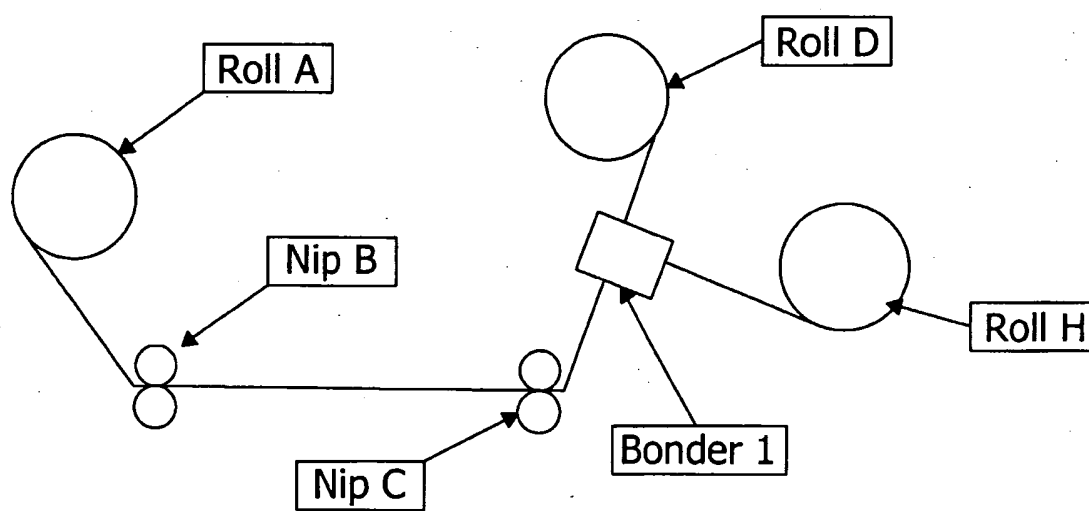 Roll A
Roll D
Nip B
Roll H
Bonder 1
Nip C